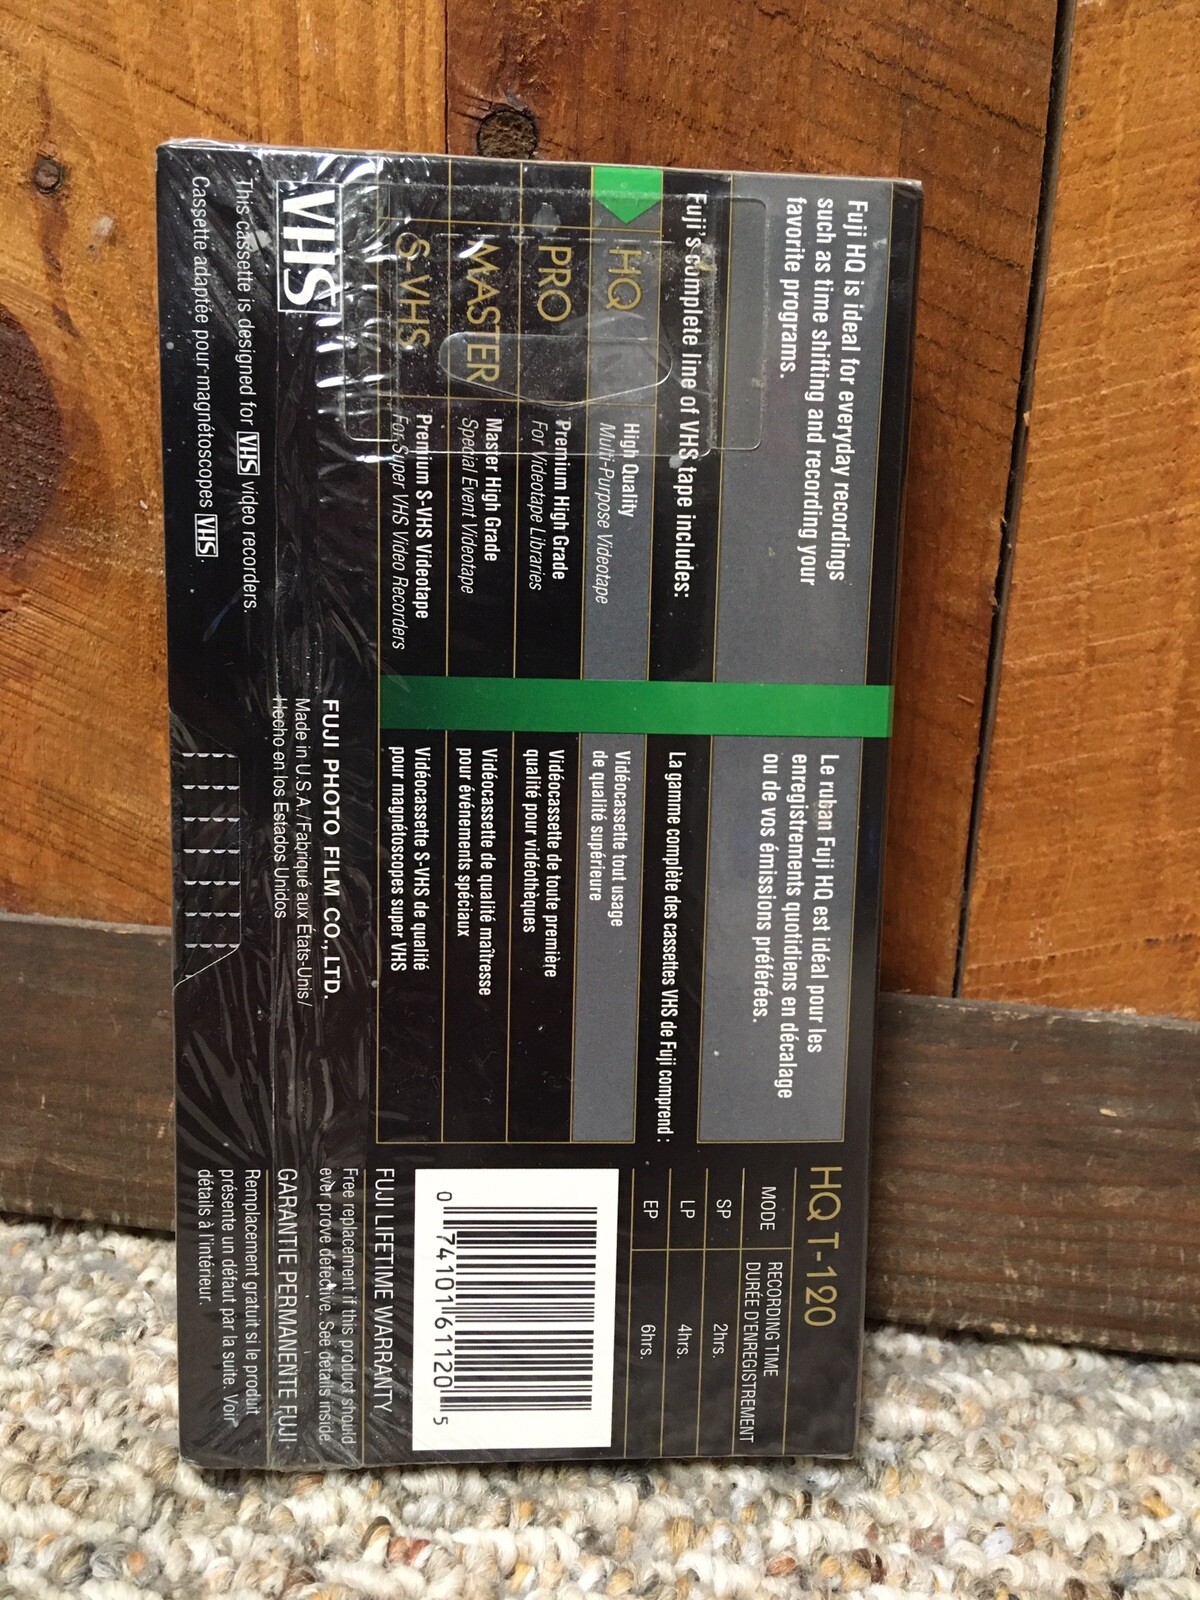 Fuji HQ is ideal for everyday recordings
such as time shifting and recording your
favorite programs.
Le ruban Fuji HQ est idéal pour les
enregistrements quotidiens en décalage
ou de vos émissions préférées.
Fuji's complete line of VHS tape includes:
La gamme complète des cassettes VHS de Fuji comprend :
HQ
High Quality
Multi-Purpose Videotape
Vidéocassette tout usage
de qualité supérieure
PRO
Premium High Grade
For Videotape Libraries
Vidéocassette de toute première
qualité pour vidéothèques
MASTER
Master High Grade
Special Event Videotape
Vidéocassette de qualité maîtresse
pour événements spéciaux
S-VHS
Premium S-VHS Videotape
For Super VHS Video Recorders
Vidéocassette S-VHS de qualité
pour magnétoscopes super VHS
HQ T-120
MODE
RECORDING TIME
DURÉE D'ENREGISTREMENT
SP 2hrs.
LP 4hrs.
EP 6hrs.
0 74101 61120 5
VHS
This cassette is designed for VHS video recorders.
Cassette adaptée pour magnétoscopes VHS.
FUJI PHOTO FILM CO., LTD.
Made in U.S.A./Fabriqué aux États-Unis/
Hecho en los Estados Unidos
FUJI LIFETIME WARRANTY
Free replacement if this product should
ever prove defective. See details inside.
GARANTIE PERMANENTE FUJI
Remplacement gratuit si le produit
présente un défaut par la suite. Voir
détails à l'intérieur.